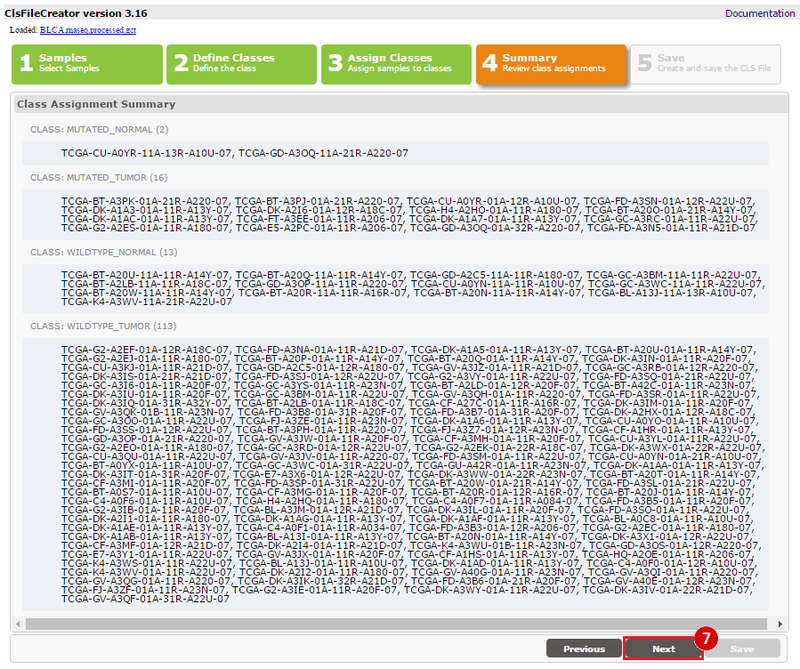 ClsFileCreator version 3.16
Documentation
Loaded: BLCA.rnaseq.processed.gct
1 Samples
Select Samples
2 Define Classes
Define the class
3 Assign Classes
Assign samples to classes
4 Summary
Review class assignments
5 Save
Create and save the CLS File
Class Assignment Summary
CLASS: MUTATED_NORMAL (2)
TCGA-CU-A0YR-11A-13R-A10U-07, TCGA-GD-A3OQ-11A-21R-A220-07
CLASS: MUTATED_TUMOR (16)
TCGA-BT-A3PK-01A-21R-A220-07, TCGA-BT-A3PJ-01A-21R-A220-07, TCGA-CU-A0YR-01A-12R-A10U-07, TCGA-FD-A3SN-01A-12R-A22U-07,
TCGA-DK-A1A3-01A-11R-A13Y-07, TCGA-DK-A2I6-01A-12R-A18C-07, TCGA-H4-A2HO-01A-11R-A180-07, TCGA-BT-A20O-01A-21R-A14Y-07,
TCGA-DK-A1AC-01A-11R-A13Y-07, TCGA-FT-A3EE-01A-11R-A206-07, TCGA-DK-A1A7-01A-11R-A13Y-07, TCGA-GC-A3RC-01A-11R-A22U-07,
TCGA-G2-A2ES-01A-11R-A180-07, TCGA-E5-A2PC-01A-11R-A206-07, TCGA-GD-A3OQ-01A-32R-A220-07, TCGA-FD-A3N5-01A-11R-A21D-07
CLASS: WILDTYPE_NORMAL (13)
TCGA-BT-A20U-11A-11R-A14Y-07, TCGA-BT-A20Q-11A-11R-A14Y-07, TCGA-GD-A2C5-11A-11R-A180-07, TCGA-GC-A3BM-11A-11R-A22U-07,
TCGA-BT-A2LB-11A-11R-A18C-07, TCGA-GD-A3OP-11A-11R-A220-07, TCGA-CU-A0YN-11A-11R-A10U-07, TCGA-GC-A3WC-11A-11R-A22U-07,
TCGA-BT-A20W-11A-11R-A14Y-07, TCGA-BT-A20R-11A-11R-A16R-07, TCGA-BT-A20N-11A-11R-A14Y-07, TCGA-BL-A13J-11A-13R-A10U-07,
TCGA-K4-A3WV-11A-21R-A22U-07
CLASS: WILDTYPE_TUMOR (113)
TCGA-G2-A2EF-01A-12R-A18C-07, TCGA-FD-A3NA-01A-11R-A21D-07, TCGA-DK-A1A5-01A-11R-A13Y-07, TCGA-BT-A20U-01A-11R-A14Y-07,
TCGA-G2-A2EJ-01A-11R-A180-07, TCGA-BT-A20P-01A-11R-A14Y-07, TCGA-BT-A20Q-01A-11R-A14Y-07, TCGA-DK-A3IN-01A-11R-A20F-07,
TCGA-CU-A3KJ-01A-11R-A21D-07, TCGA-GD-A2C5-01A-12R-A180-07, TCGA-GV-A3JZ-01A-11R-A21D-07, TCGA-GC-A3RB-01A-12R-A220-07,
TCGA-DK-A3IS-01A-21R-A21D-07, TCGA-FD-A3SJ-01A-12R-A22U-07, TCGA-G2-A3VY-01A-11R-A22U-07, TCGA-FD-A3SQ-01A-21R-A22U-07,
TCGA-GC-A3I6-01A-11R-A20F-07, TCGA-GC-A3YS-01A-11R-A23N-07, TCGA-BT-A2LD-01A-12R-A20F-07, TCGA-BT-A42C-01A-11R-A23N-07,
TCGA-DK-A3IU-01A-11R-A20F-07, TCGA-GC-A3BM-01A-11R-A22U-07, TCGA-GV-A3QH-01A-11R-A220-07, TCGA-FD-A3SR-01A-11R-A22U-07,
TCGA-DK-A3IQ-01A-31R-A32Y-07, TCGA-BT-A2LB-01A-11R-A18C-07, TCGA-CF-A27C-01A-11R-A16R-07, TCGA-DK-A3IM-01A-11R-A20F-07,
TCGA-GV-A3QK-01B-11R-A23N-07, TCGA-FD-A3B8-01A-31R-A20F-07, TCGA-FD-A3B7-01A-31R-A20F-07, TCGA-DK-A2HX-01A-12R-A18C-07,
TCGA-GC-A3OO-01A-11R-A22U-07, TCGA-FJ-A3ZE-01A-11R-A23N-07, TCGA-DK-A1A6-01A-11R-A13Y-07, TCGA-CU-A0YO-01A-11R-A10U-07,
TCGA-FD-A3SS-01A-12R-A22U-07, TCGA-BT-A3PH-01A-11R-A220-07, TCGA-FJ-A3Z7-01A-12R-A23N-07, TCGA-CF-A1HR-01A-11R-A13Y-07,
TCGA-GD-A3OP-01A-21R-A220-07, TCGA-GV-A3JW-01A-11R-A20F-07, TCGA-CF-A3MH-01A-11R-A20F-07, TCGA-CU-A3YL-01A-11R-A22U-07,
TCGA-G2-A2EO-01A-11R-A180-07, TCGA-GC-A3RD-01A-12R-A22U-07, TCGA-G2-A2EK-01A-22R-A18C-07, TCGA-DK-A3WX-01A-22R-A22U-07,
TCGA-CU-A3QU-01A-11R-A22U-07, TCGA-GV-A3JV-01A-11R-A220-07, TCGA-FD-A3SM-01A-11R-A22U-07, TCGA-CU-A0YN-01A-21R-A10U-07,
TCGA-BT-A0YX-01A-11R-A10U-07, TCGA-GC-A3WC-01A-31R-A22U-07, TCGA-GU-A42R-01A-11R-A23N-07, TCGA-DK-A1AA-01A-11R-A13Y-07,
TCGA-DK-A3IT-01A-31R-A20F-07, TCGA-E7-A3X6-01A-12R-A22U-07, TCGA-DK-A3WW-01A-22R-A23N-07, TCGA-BT-A20T-01A-11R-A14Y-07,
TCGA-CF-A3MI-01A-11R-A20F-07, TCGA-FD-A3SP-01A-31R-A22U-07, TCGA-BT-A20W-01A-21R-A14Y-07, TCGA-FD-A3SL-01A-21R-A22U-07,
TCGA-BT-A0S7-01A-11R-A10U-07, TCGA-CF-A3MG-01A-11R-A20F-07, TCGA-BT-A20R-01A-12R-A16R-07, TCGA-BT-A20J-01A-11R-A14Y-07,
TCGA-C4-A0F6-01A-11R-A10U-07, TCGA-H4-A2HQ-01A-11R-A180-07, TCGA-C4-A0F7-01A-11R-A084-07, TCGA-FD-A3B5-01A-11R-A20F-07,
TCGA-G2-A3IB-01A-11R-A20F-07, TCGA-BL-A3JM-01A-12R-A21D-07, TCGA-DK-A3IL-01A-11R-A20F-07, TCGA-FD-A3SO-01A-11R-A22U-07,
TCGA-DK-A2I1-01A-11R-A180-07, TCGA-DK-A1AG-01A-11R-A13Y-07, TCGA-DK-A1AF-01A-11R-A13Y-07, TCGA-BL-A0C8-01A-11R-A10U-07,
TCGA-DK-A1AE-01A-11R-A13Y-07, TCGA-C4-A0F1-01A-11R-A034-07, TCGA-FD-A3B3-01A-12R-A206-07, TCGA-G2-A2EC-01A-11R-A180-07,
TCGA-DK-A1AB-01A-11R-A13Y-07, TCGA-BL-A13I-01A-11R-A13Y-07, TCGA-BT-A20N-01A-11R-A14Y-07, TCGA-DK-A3X1-01A-12R-A22U-07,
TCGA-CF-A3MF-01A-12R-A21D-07, TCGA-DK-A2I4-01A-11R-A21D-07, TCGA-K4-A3WU-01B-11R-A23N-07, TCGA-GD-A3OS-01A-12R-A220-07,
TCGA-E7-A3Y1-01A-11R-A22U-07, TCGA-GV-A3JX-01A-11R-A20F-07, TCGA-CF-A1HS-01A-11R-A13Y-07, TCGA-HQ-A2OE-01A-11R-A206-07,
TCGA-K4-A3WS-01A-11R-A22U-07, TCGA-BL-A13J-01A-11R-A10U-07, TCGA-DK-A1AD-01A-11R-A13Y-07, TCGA-C4-A0F0-01A-12R-A10U-07,
TCGA-K4-A3WV-01A-11R-A22U-07, TCGA-DK-A2I2-01A-11R-A180-07, TCGA-GV-A40G-01A-11R-A23N-07, TCGA-GV-A3QI-01A-11R-A220-07,
TCGA-GV-A3QG-01A-11R-A220-07, TCGA-DK-A3IK-01A-32R-A21D-07, TCGA-FD-A3B6-01A-21R-A20F-07, TCGA-GV-A40E-01A-12R-A23N-07,
TCGA-FJ-A3ZF-01A-11R-A23N-07, TCGA-G2-A3IE-01A-11R-A20F-07, TCGA-DK-A3WY-01A-11R-A22U-07, TCGA-DK-A3IV-01A-22R-A21D-07,
TCGA-GV-A3QF-01A-31R-A22U-07
7
Previous
Next
Save